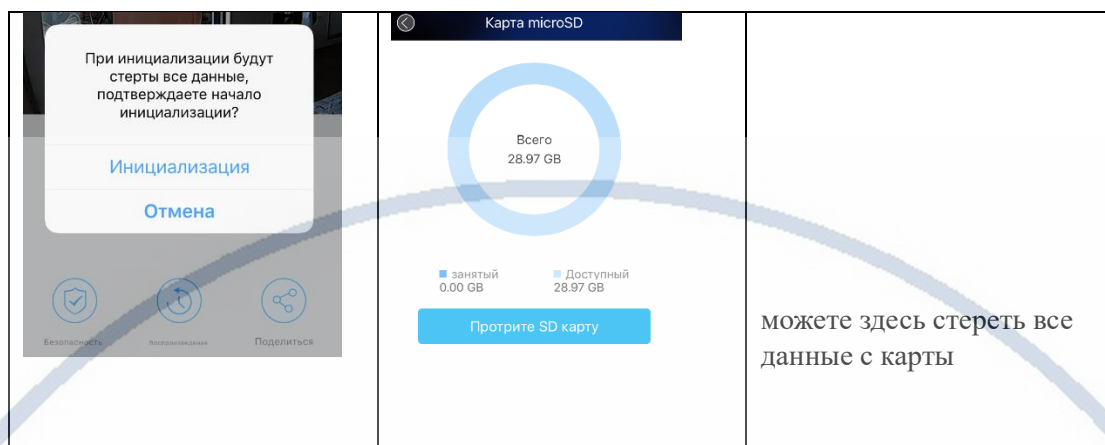 При инициализации будут
стерты все данные,
подтверждаете начало
инициализации?
Инициализация
Отмена
Безопасность
Воспроизведение
Поделиться
Карта microSD
Всего
28.97 GB
занятый
0.00 GB
Доступный
28.97 GB
Протрите SD карту
можете здесь стереть все
данные с карты